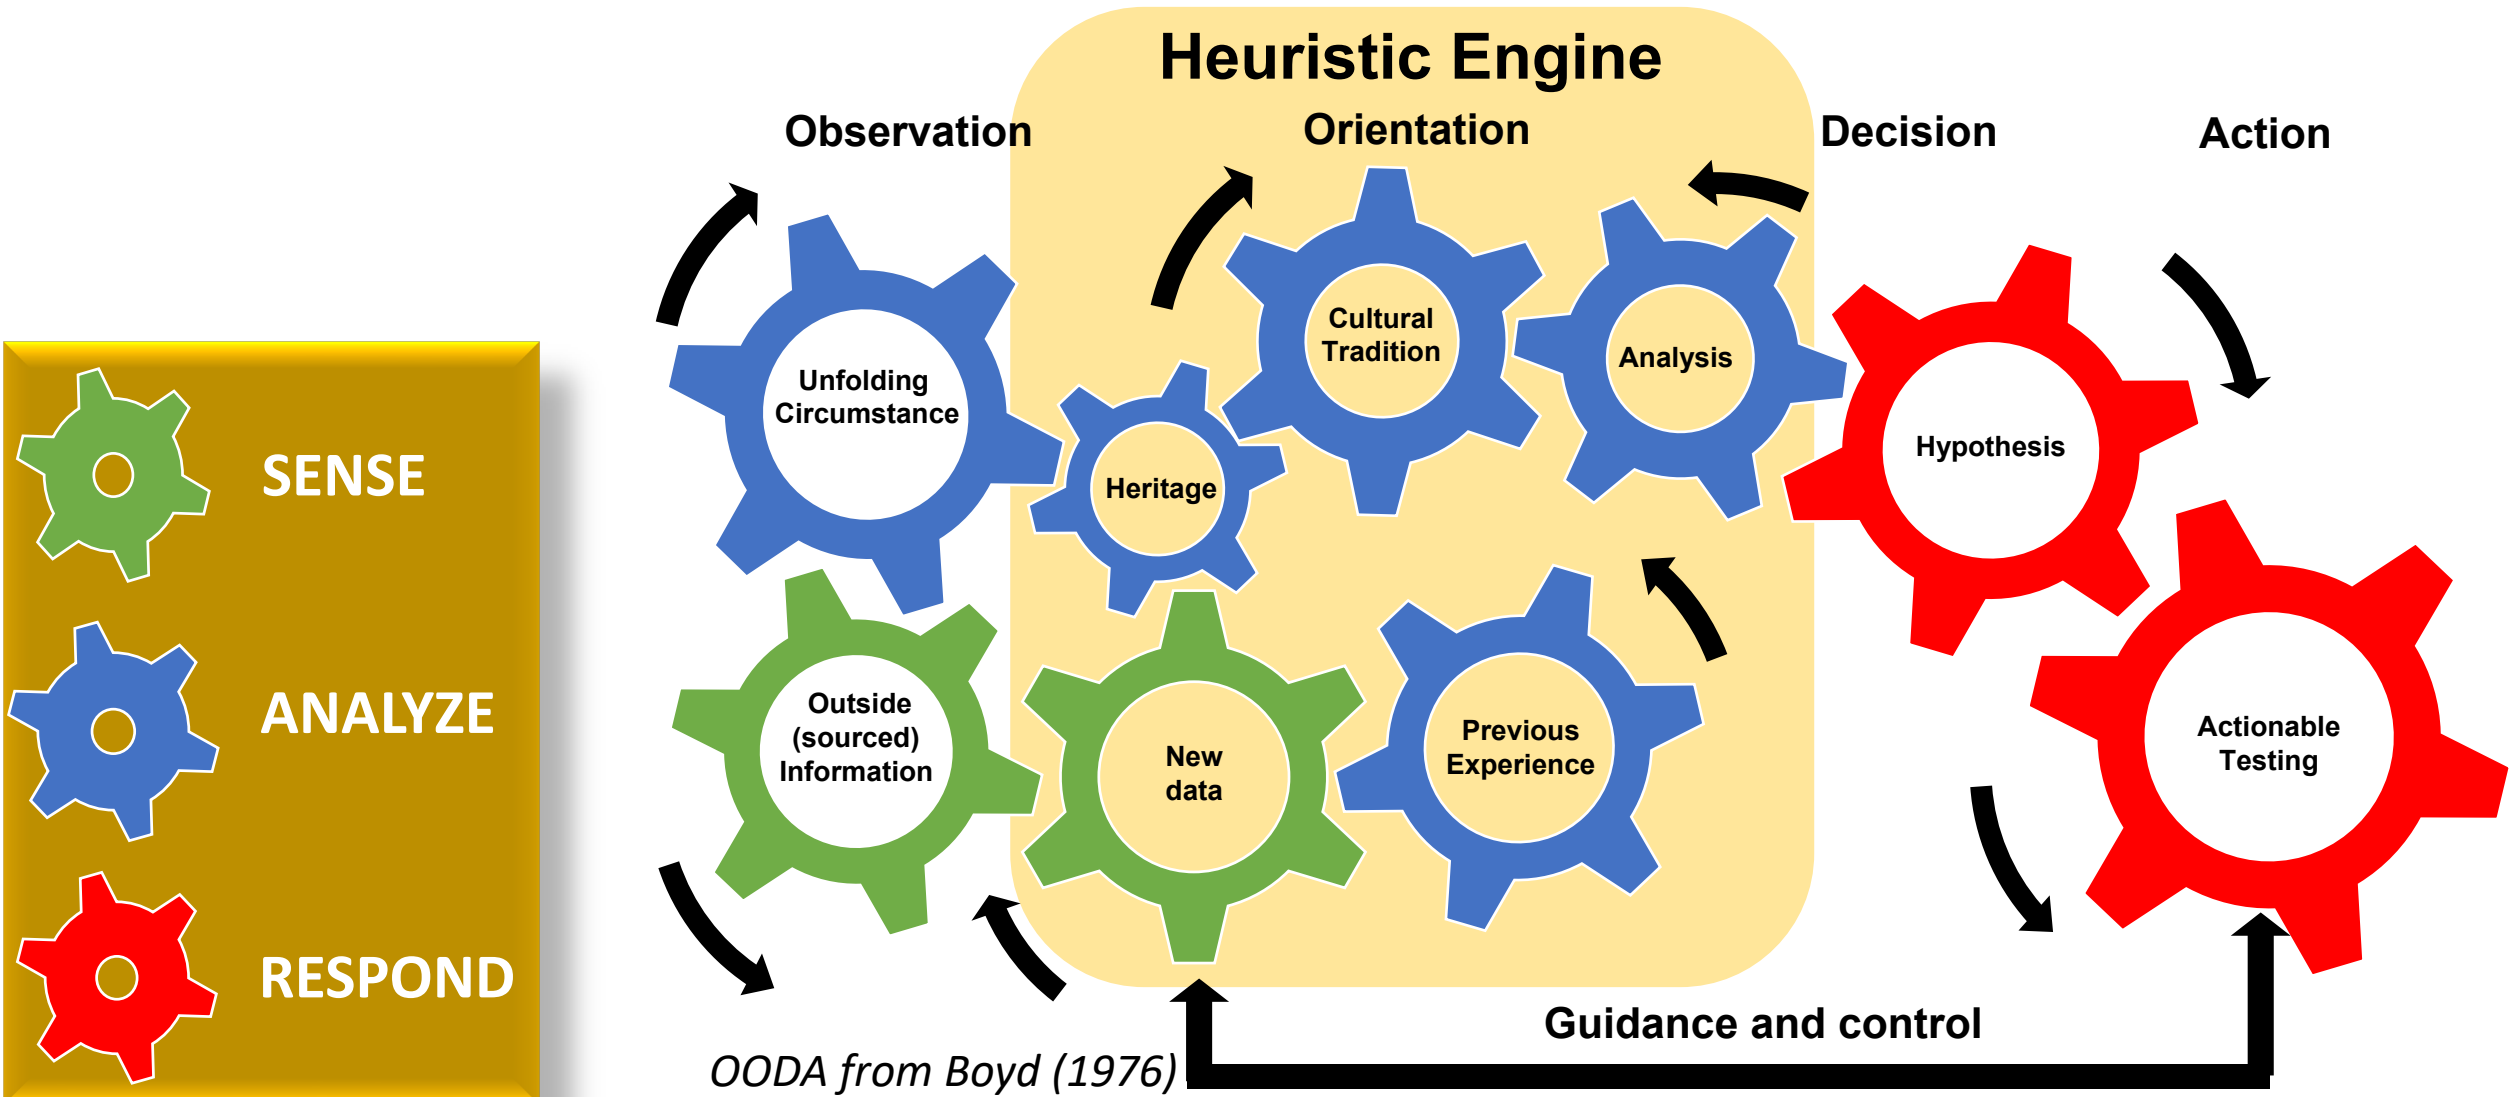 Heuristic Engine
Observation
Orientation
Decision
Action
SENSE
ANALYZE
RESPOND
Unfolding
Circumstance
Heritage
Cultural
Tradition
Analysis
Hypothesis
Outside
(sourced)
Information
New
data
Previous
Experience
Actionable
Testing
Guidance and control
OODA from Boyd (1976)